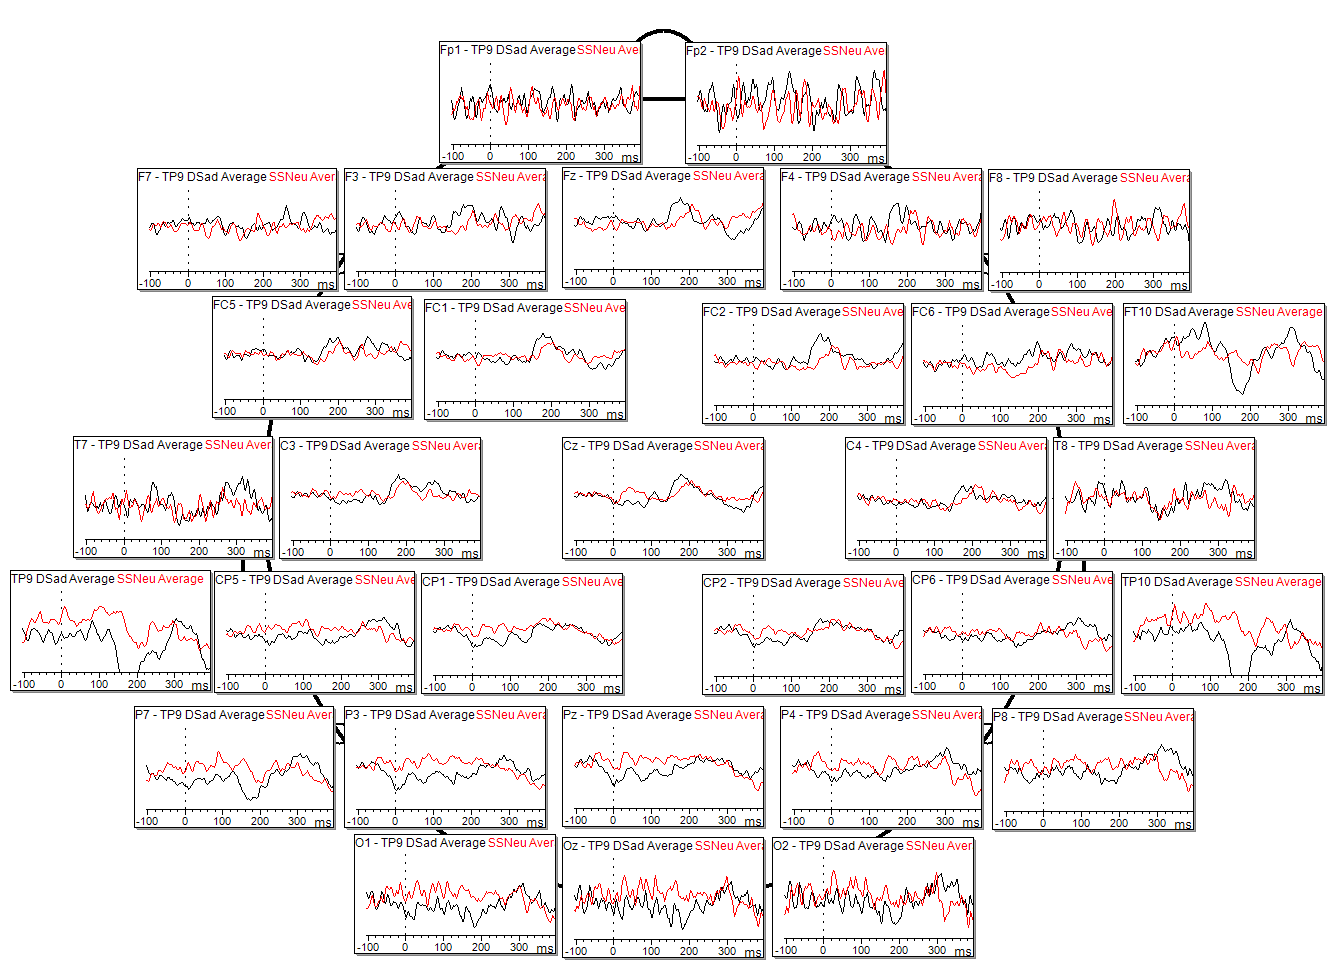 Fp1 - TP9 DSad Average SSNeu Ave
-100 0 100 200 300 ms
Fp2 - TP9 DSad Average SSNeu Ave
-100 0 100 200 300 ms
F7 - TP9 DSad Average SSNeu Aver
-100 0 100 200 300 ms
F3 - TP9 DSad Average SSNeu Avera
-100 0 100 200 300 ms
Fz - TP9 DSad Average SSNeu Avera
-100 0 100 200 300 ms
F4 - TP9 DSad Average SSNeu Avera
-100 0 100 200 300 ms
F8 - TP9 DSad Average SSNeu Avera
-100 0 100 200 300 ms
FC5 - TP9 DSad Average SSNeu Ave
-100 0 100 200 300 ms
FC1 - TP9 DSad Average SSNeu Ave
-100 0 100 200 300 ms
FC2 - TP9 DSad Average SSNeu Ave
-100 0 100 200 300 ms
FC6 - TP9 DSad Average SSNeu Ave
-100 0 100 200 300 ms
FT10 DSad Average SSNeu Average
-100 0 100 200 300 ms
T7 - TP9 DSad Average SSNeu Avera
-100 0 100 200 300 ms
C3 - TP9 DSad Average SSNeu Avera
-100 0 100 200 300 ms
Cz - TP9 DSad Average SSNeu Avera
-100 0 100 200 300 ms
C4 - TP9 DSad Average SSNeu Avera
-100 0 100 200 300 ms
T8 - TP9 DSad Average SSNeu Avera
-100 0 100 200 300 ms
TP9 DSad Average SSNeu Average
-100 0 100 200 300 ms
CP5 - TP9 DSad Average SSNeu Ave
-100 0 100 200 300 ms
CP1 - TP9 DSad Average SSNeu Ave
-100 0 100 200 300 ms
CP2 - TP9 DSad Average SSNeu Ave
-100 0 100 200 300 ms
CP6 - TP9 DSad Average SSNeu Ave
-100 0 100 200 300 ms
TP10 DSad Average SSNeu Average
-100 0 100 200 300 ms
P7 - TP9 DSad Average SSNeu Aver
-100 0 100 200 300 ms
P3 - TP9 DSad Average SSNeu Avera
-100 0 100 200 300 ms
Pz - TP9 DSad Average SSNeu Avera
-100 0 100 200 300 ms
P4 - TP9 DSad Average SSNeu Avera
-100 0 100 200 300 ms
P8 - TP9 DSad Average SSNeu Avera
-100 0 100 200 300 ms
O1 - TP9 DSad Average SSNeu Aver
-100 0 100 200 300 ms
Oz - TP9 DSad Average SSNeu Avera
-100 0 100 200 300 ms
O2 - TP9 DSad Average SSNeu Aver
-100 0 100 200 300 ms